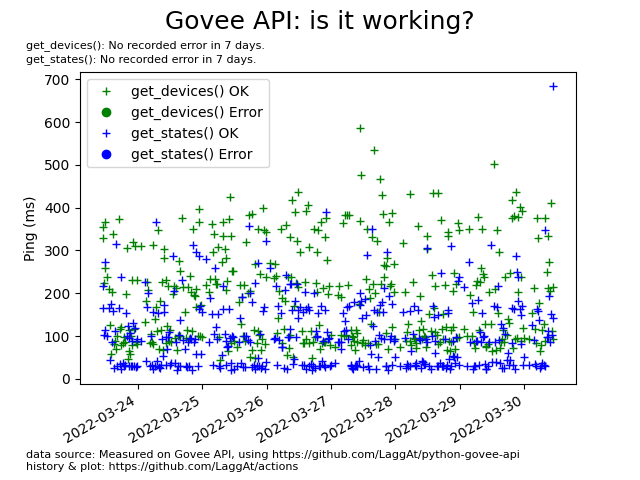 Govee API: is it working?
get_devices(): No recorded error in 7 days.
get_states(): No recorded error in 7 days.
get_devices() OK
get_devices() Error
get_states() OK
get_states() Error
Ping (ms)
700
600
500
400
300
200
100
0
2022-03-24
2022-03-25
2022-03-26
2022-03-27
2022-03-28
2022-03-29
2022-03-30
data source: Measured on Govee API, using https://github.com/LaggAt/python-govee-api
history & plot: https://github.com/LaggAt/actions